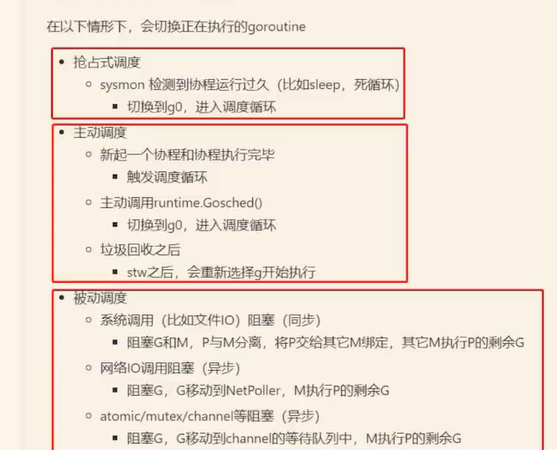 在以下情形下，会切换正在执行的goroutine
抢占式调度
sysmon 检测到协程运行过久（比如sleep，死循环）
切换到g0，进入调度循环
主动调度
新起一个协程和协程执行完毕
触发调度循环
主动调用runtime.Gosched()
切换到g0，进入调度循环
垃圾回收之后
stw之后，会重新选择g开始执行
被动调度
系统调用（比如文件IO）阻塞（同步）
阻塞G和M，P与M分离，将P交给其它M绑定，其它M执行P的剩余G
网络IO调用阻塞（异步）
阻塞G，G移动到NetPoller，M执行P的剩余G
atomic/mutex/channel等阻塞（异步）
阻塞G，G移动到channel的等待队列中，M执行P的剩余G